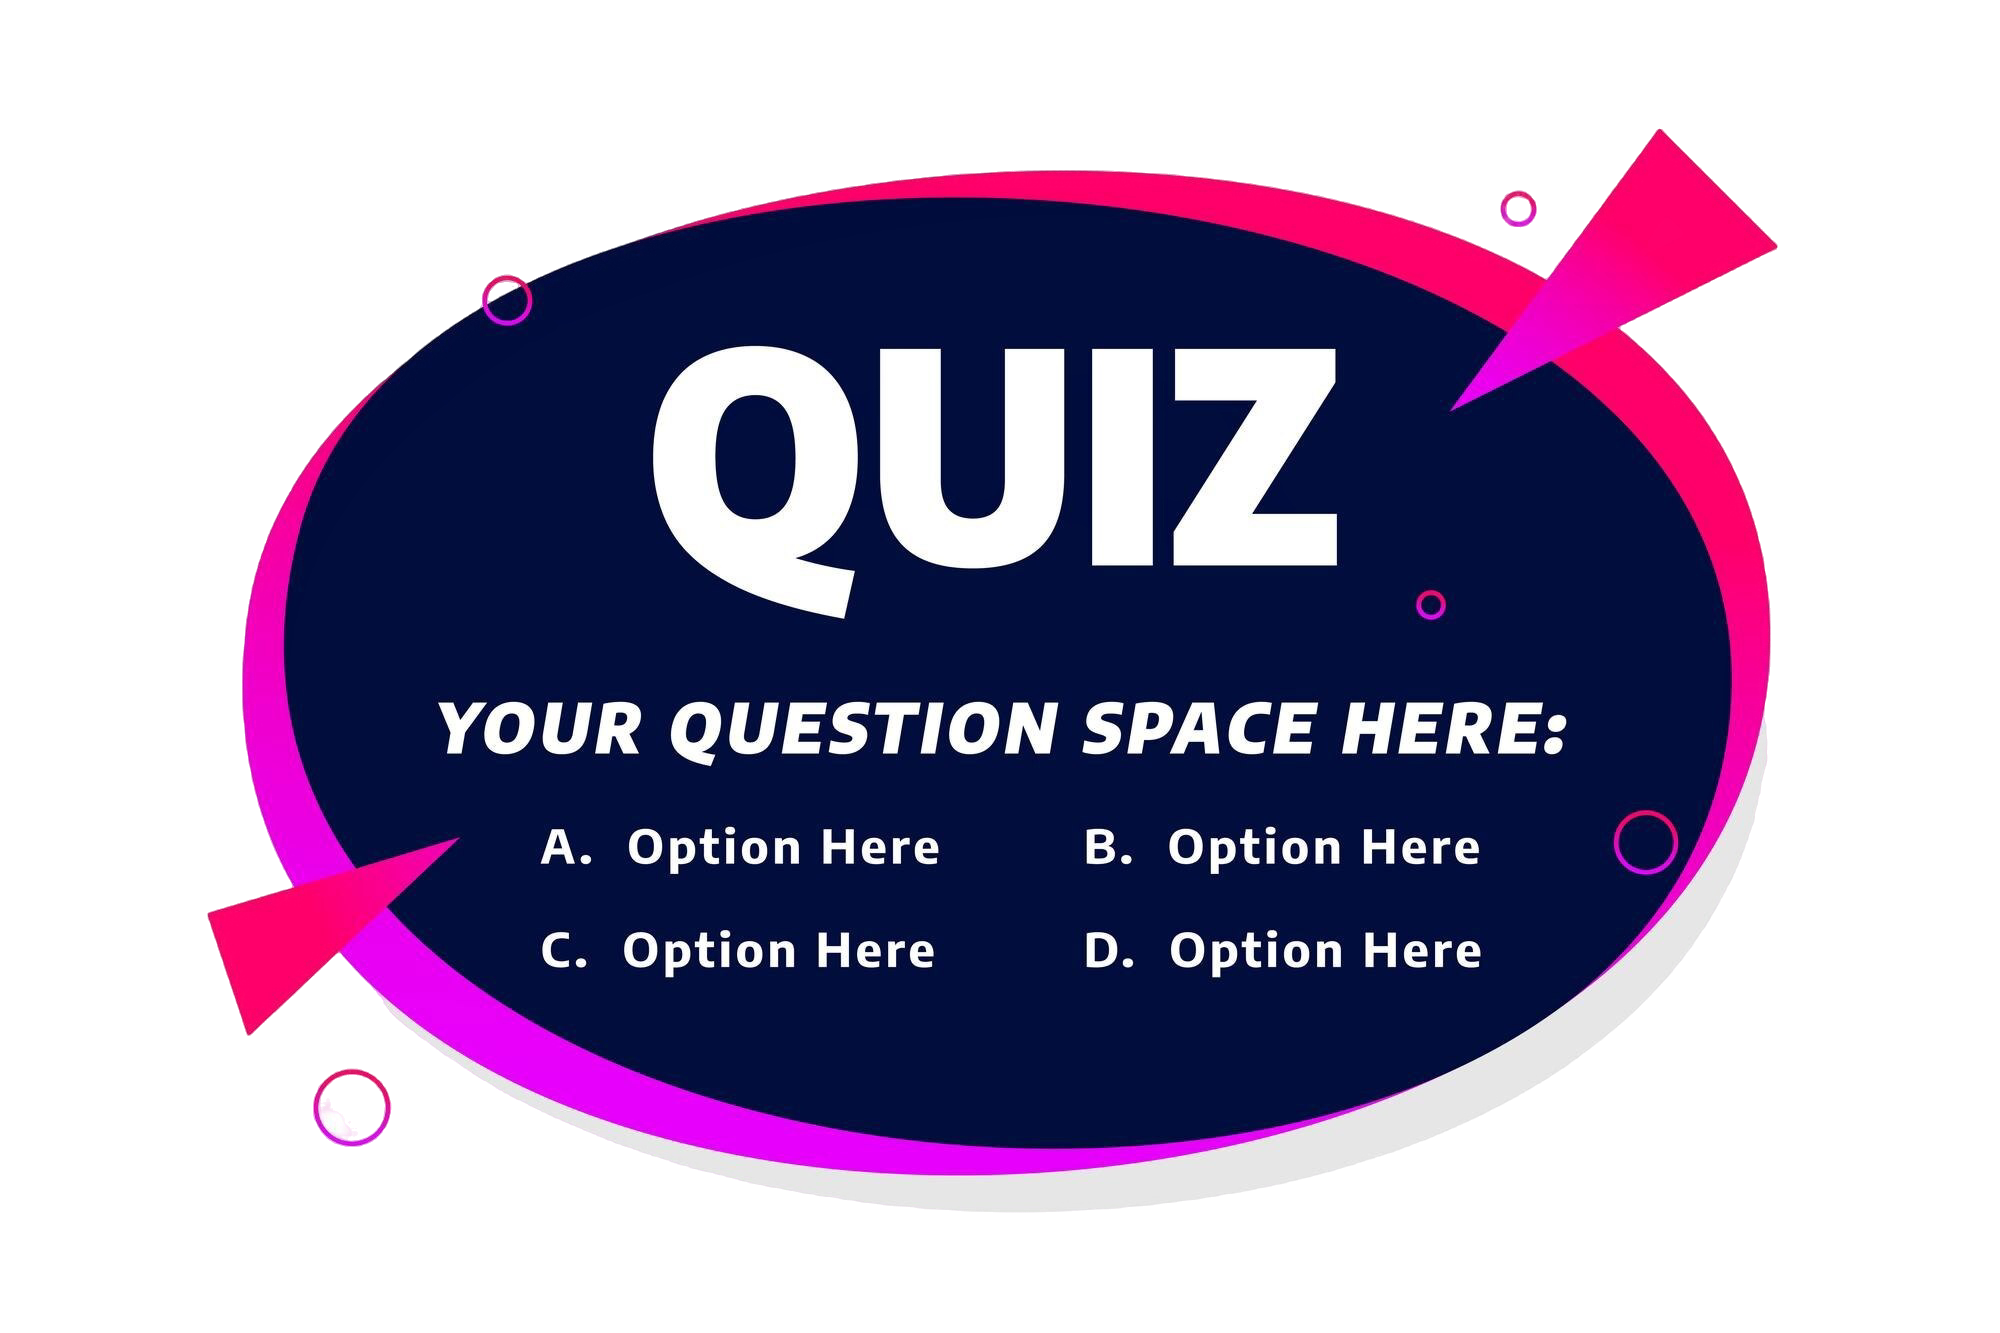 QUIZ
YOUR QUESTION SPACE HERE:
A. Option Here B. Option Here
C. Option Here D. Option Here